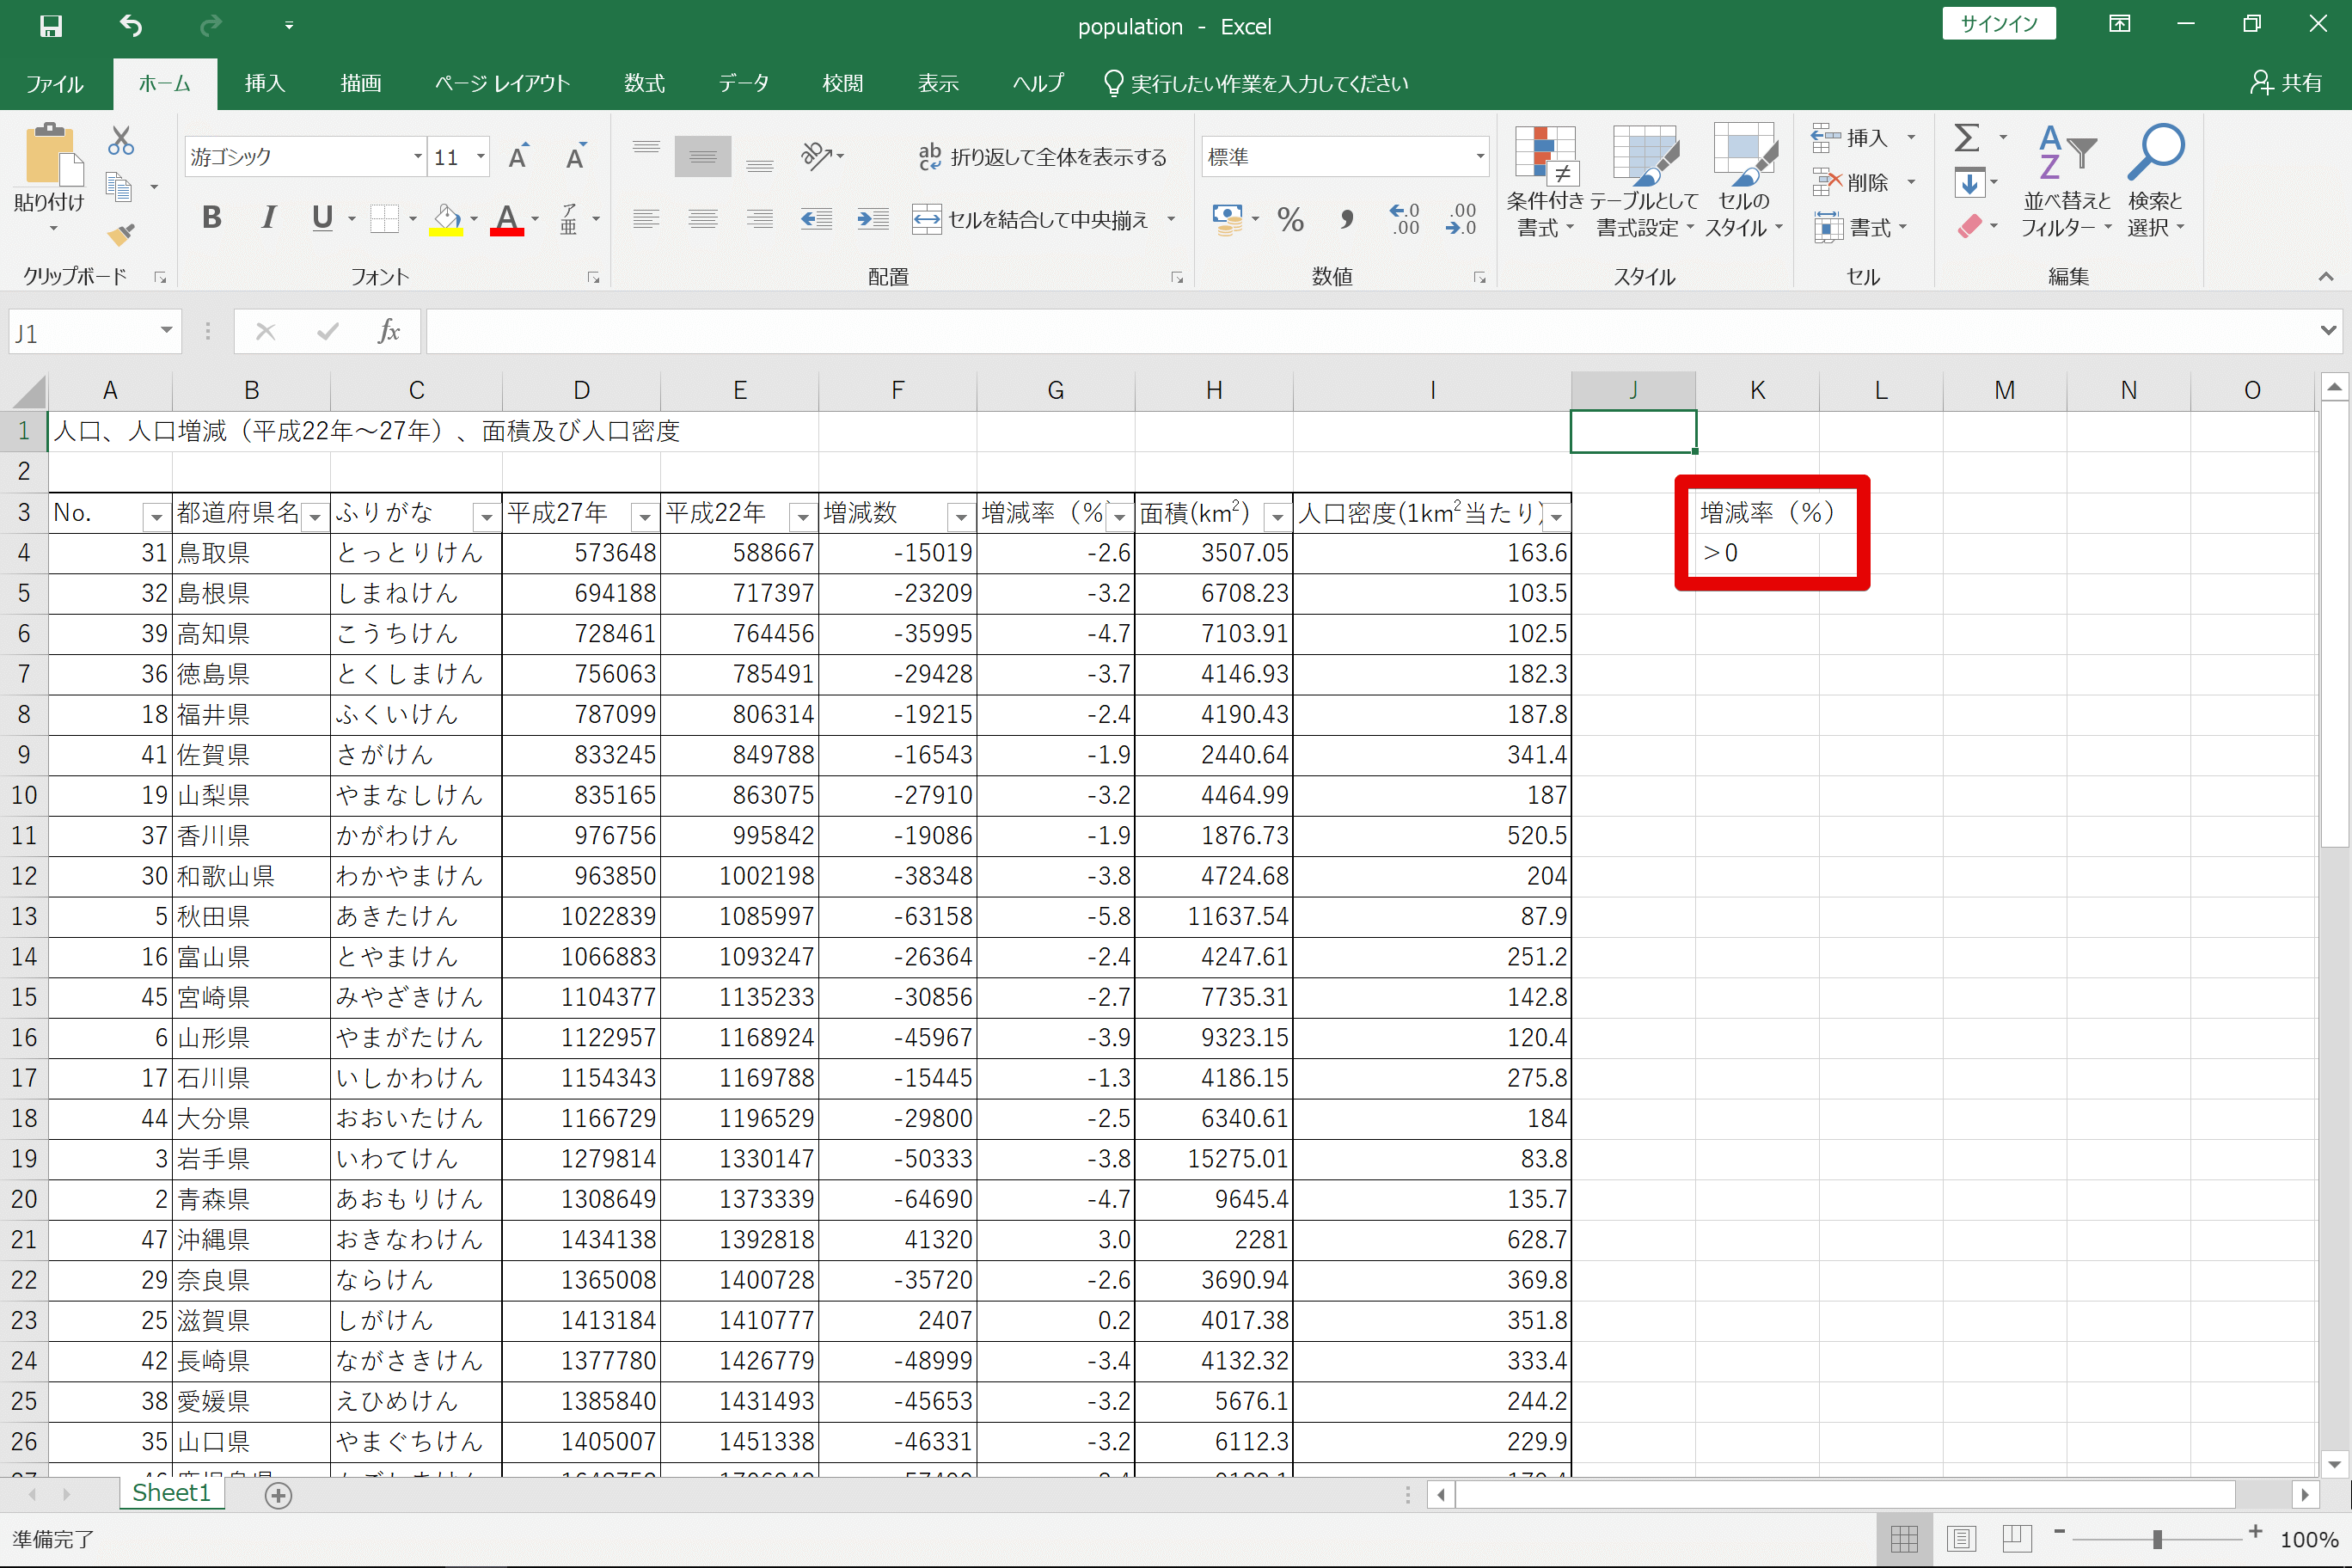 population - Excel
サインイン
ファイル ホーム 挿入 描画 ページ レイアウト 数式 データ 校閲 表示 ヘルプ 実行したい作業を入力してください 共有
貼り付け
クリップボード
游ゴシック 11
B I U A ア亜
フォント
ab 折り返して全体を表示する
セルを結合して中央揃え
配置
標準
% , .0 .00 .00 .0
数値
条件付き書式 テーブルとして書式設定 セルのスタイル
スタイル
挿入
削除
書式
セル
並べ替えとフィルター 検索と選択
編集
J1 fx
A B C D E F G H I J K L M N O
1 人口、人口増減（平成22年～27年）、面積及び人口密度
2
3 No. 都道府県名 ふりがな 平成27年 平成22年 増減数 増減率（% 面積(km²) 人口密度(1km²当たり) 増減率（%）
4 31 鳥取県 とっとりけん 573648 588667 -15019 -2.6 3507.05 163.6 ＞0
5 32 島根県 しまねけん 694188 717397 -23209 -3.2 6708.23 103.5
6 39 高知県 こうちけん 728461 764456 -35995 -4.7 7103.91 102.5
7 36 徳島県 とくしまけん 756063 785491 -29428 -3.7 4146.93 182.3
8 18 福井県 ふくいけん 787099 806314 -19215 -2.4 4190.43 187.8
9 41 佐賀県 さがけん 833245 849788 -16543 -1.9 2440.64 341.4
10 19 山梨県 やまなしけん 835165 863075 -27910 -3.2 4464.99 187
11 37 香川県 かがわけん 976756 995842 -19086 -1.9 1876.73 520.5
12 30 和歌山県 わかやまけん 963850 1002198 -38348 -3.8 4724.68 204
13 5 秋田県 あきたけん 1022839 1085997 -63158 -5.8 11637.54 87.9
14 16 富山県 とやまけん 1066883 1093247 -26364 -2.4 4247.61 251.2
15 45 宮崎県 みやざきけん 1104377 1135233 -30856 -2.7 7735.31 142.8
16 6 山形県 やまがたけん 1122957 1168924 -45967 -3.9 9323.15 120.4
17 17 石川県 いしかわけん 1154343 1169788 -15445 -1.3 4186.15 275.8
18 44 大分県 おおいたけん 1166729 1196529 -29800 -2.5 6340.61 184
19 3 岩手県 いわてけん 1279814 1330147 -50333 -3.8 15275.01 83.8
20 2 青森県 あおもりけん 1308649 1373339 -64690 -4.7 9645.4 135.7
21 47 沖縄県 おきなわけん 1434138 1392818 41320 3.0 2281 628.7
22 29 奈良県 ならけん 1365008 1400728 -35720 -2.6 3690.94 369.8
23 25 滋賀県 しがけん 1413184 1410777 2407 0.2 4017.38 351.8
24 42 長崎県 ながさきけん 1377780 1426779 -48999 -3.4 4132.32 333.4
25 38 愛媛県 えひめけん 1385840 1431493 -45653 -3.2 5676.1 244.2
26 35 山口県 やまぐちけん 1405007 1451338 -46331 -3.2 6112.3 229.9
Sheet1
準備完了 100%